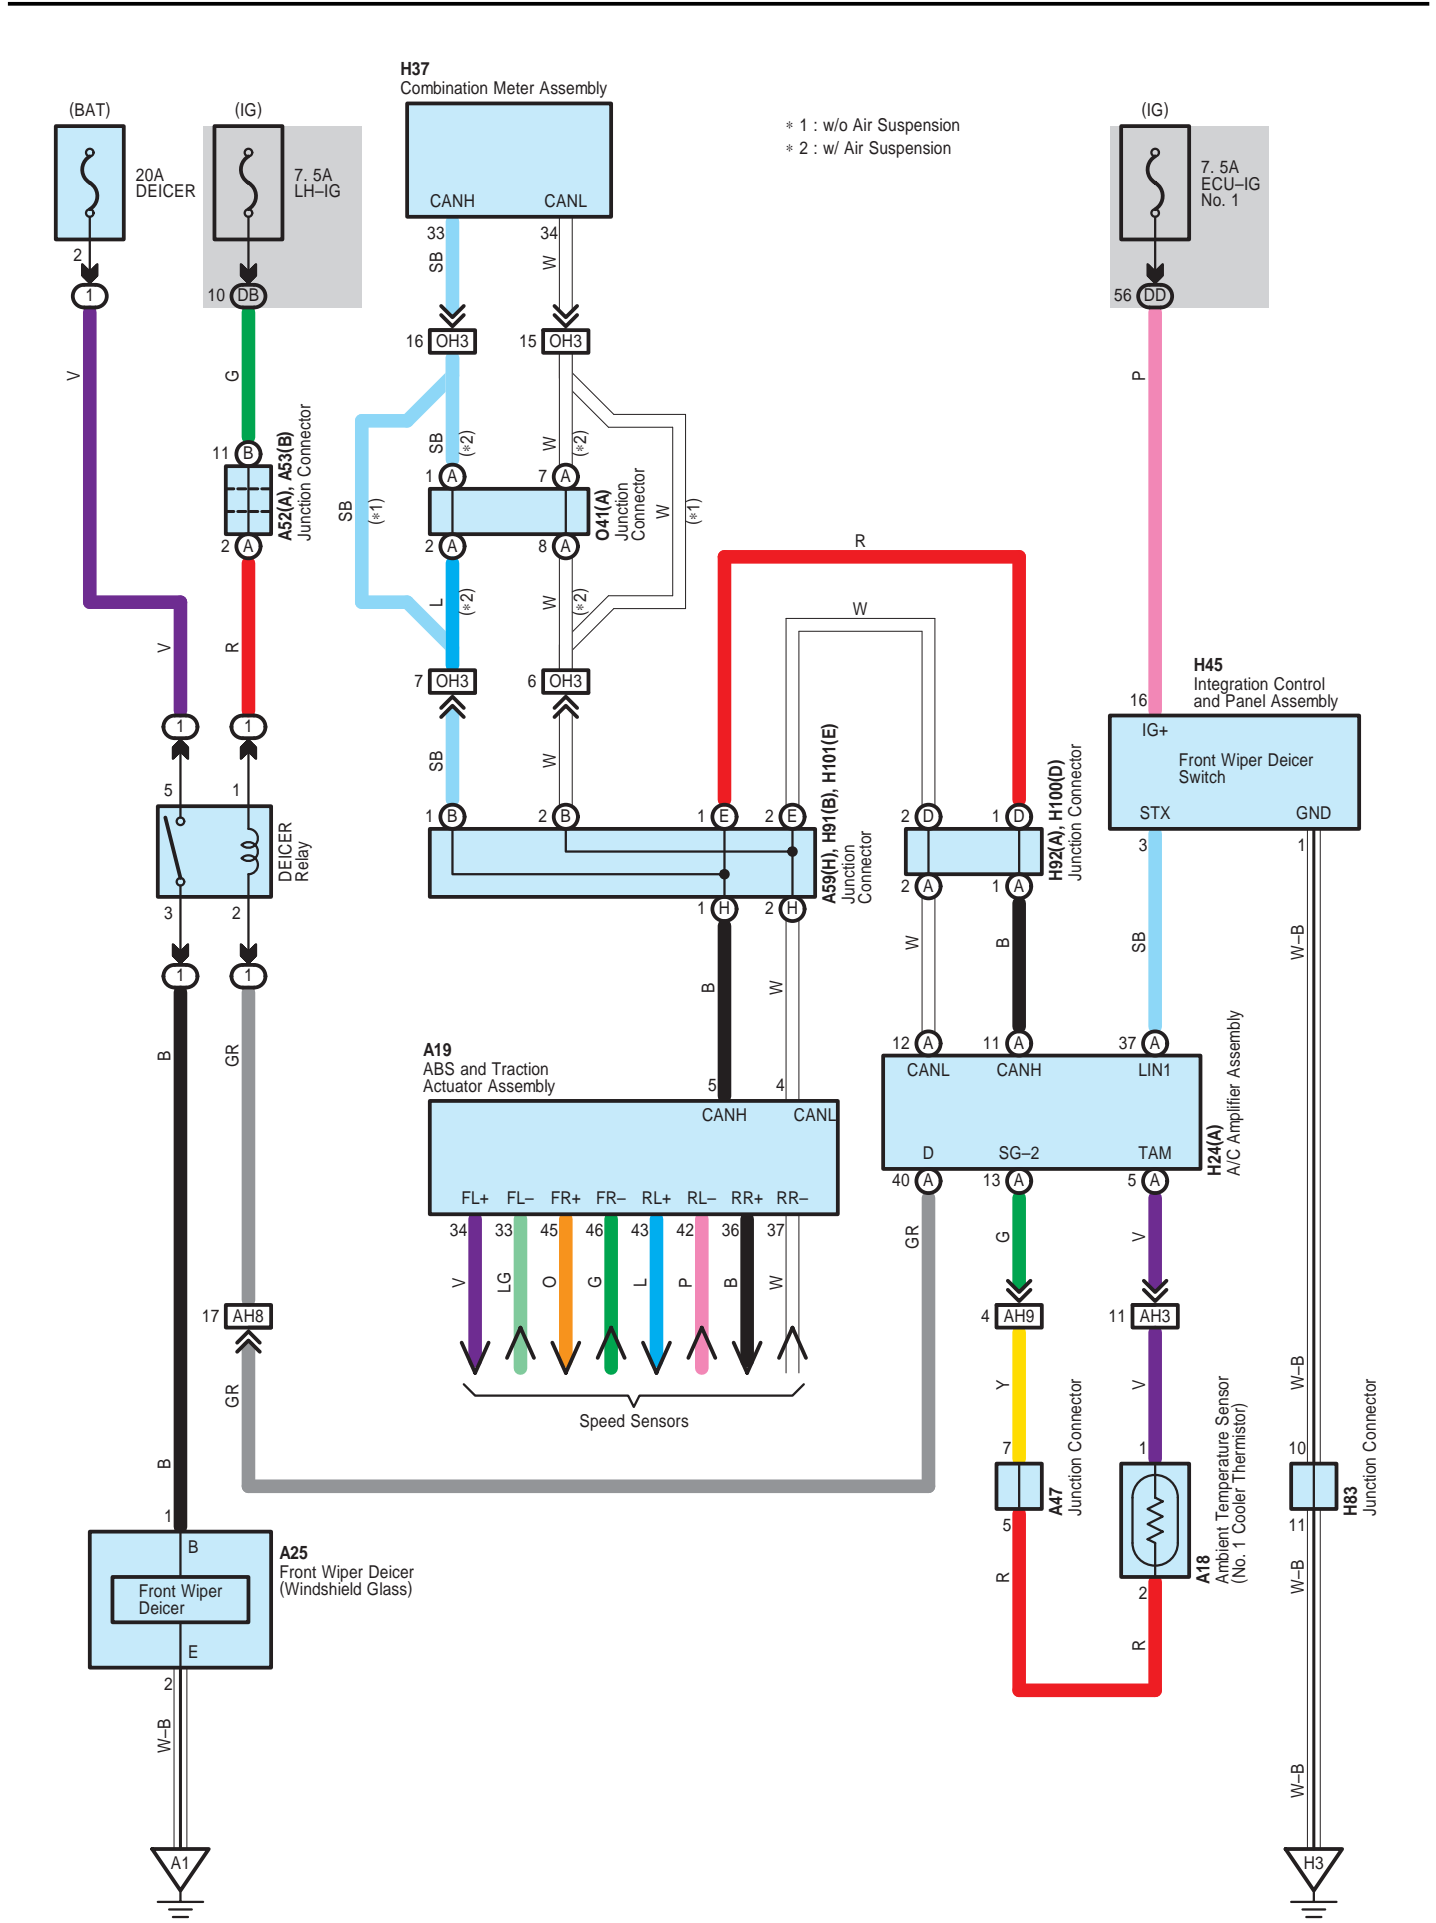 H37
Combination Meter Assembly
(BAT)
(IG)
(IG)
∗ 1 : w/o Air Suspension
∗ 2 : w/ Air Suspension
20A
DEICER
7. 5A
LH–IG
7. 5A
ECU–IG
No. 1
CANH
CANL
33
34
2
SB
W
1
10
DB
56
DD
16
OH3
15
OH3
V
G
P
SB
(∗2)
W
(∗2)
11
B
A52(A), A53(B)
Junction Connector
1
A
7
A
SB
(∗1)
O41(A)
Junction
Connector
W
(∗1)
2
A
2
A
8
A
R
L
(∗2)
W
(∗2)
W
V
R
7
OH3
6
OH3
H45
Integration Control
and Panel Assembly
16
1
1
IG+
SB
W
Front Wiper Deicer
Switch
5
1
A59(H), H91(B), H101(E)
Junction
Connector
H92(A), H100(D)
Junction Connector
1
B
2
B
1
E
2
E
2
D
1
D
STX
GND
DEICER
Relay
3
1
2
A
1
A
3
2
1
H
2
H
W
B
SB
W–B
1
1
B
W
B
GR
A19
ABS and Traction
Actuator Assembly
12
A
11
A
37
A
5
4
CANL
CANH
LIN1
H24(A)
A/C Amplifier Assembly
CANH
CANL
D
SG–2
TAM
40
A
13
A
5
A
FL+
FL–
FR+
FR–
RL+
RL–
RR+
RR–
34
33
45
46
43
42
36
37
GR
G
V
V
LG
O
G
L
P
B
W
17
AH8
4
AH9
11
AH3
GR
Y
V
W–B
Speed Sensors
B
7
1
10
A47
Junction Connector
Ambient Temperature Sensor
(No. 1 Cooler Thermistor)
A18
H83
Junction Connector
1
5
11
B
A25
Front Wiper Deicer
(Windshield Glass)
Front Wiper
Deicer
R
2
W–B
E
R
2
W–B
W–B
A1
H3